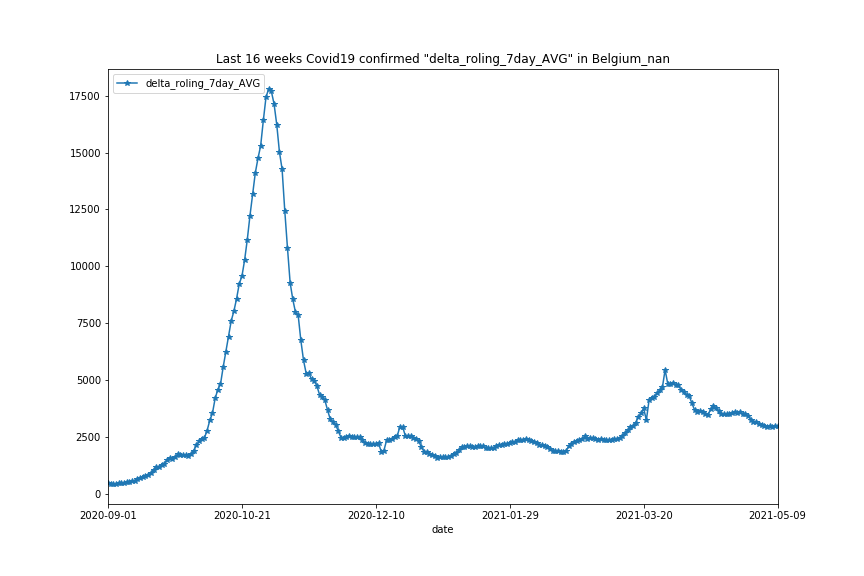 Last 16 weeks Covid19 confirmed "delta_roling_7day_AVG" in Belgium_nan
delta_roling_7day_AVG
17500
15000
12500
10000
7500
5000
2500
0
2020-09-01 2020-10-21 2020-12-10 2021-01-29 2021-03-20 2021-05-09
date